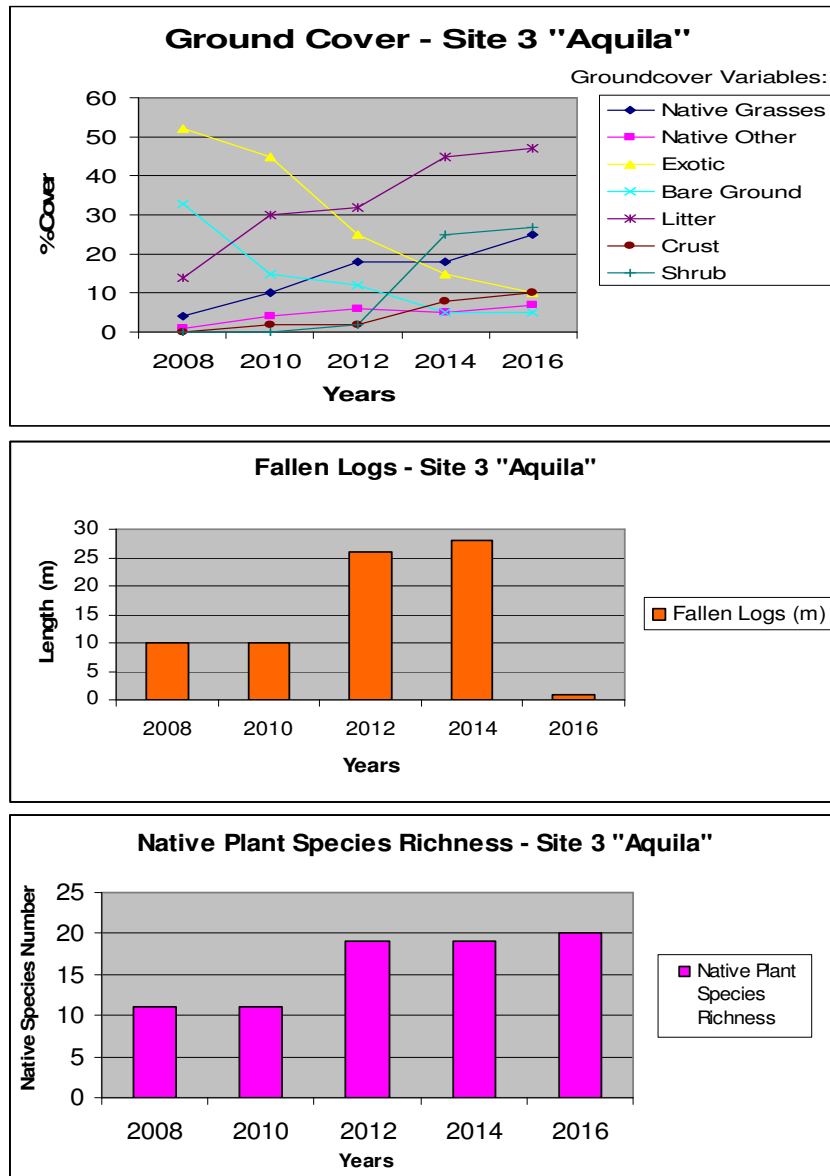 Ground Cover - Site 3 "Aquila"
Groundcover Variables:
60
50
40
30
20
10
0
%Cover
2008 2010 2012 2014 2016
Years
Native Grasses
Native Other
Exotic
Bare Ground
Litter
Crust
Shrub
Fallen Logs - Site 3 "Aquila"
30
25
20
15
10
5
0
Length (m)
2008 2010 2012 2014 2016
Years
Fallen Logs (m)
Native Plant Species Richness - Site 3 "Aquila"
25
20
15
10
5
0
Native Species Number
2008 2010 2012 2014 2016
Years
Native Plant
Species
Richness